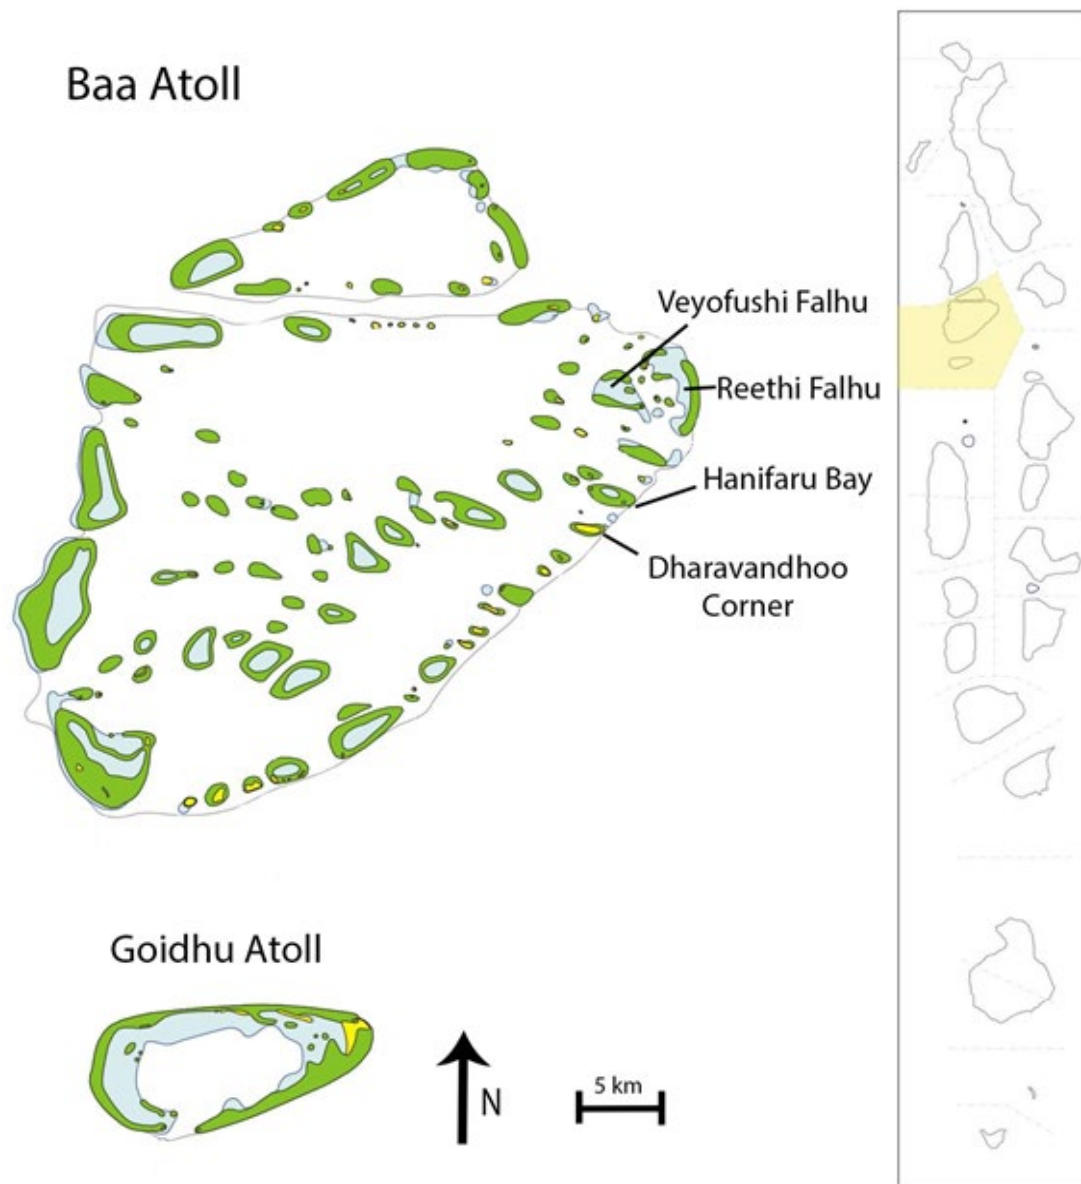 Baa Atoll
Veyofushi Falhu
Reethi Falhu
Hanifaru Bay
Dharavandhoo
Corner
Goidhu Atoll
N
5 km